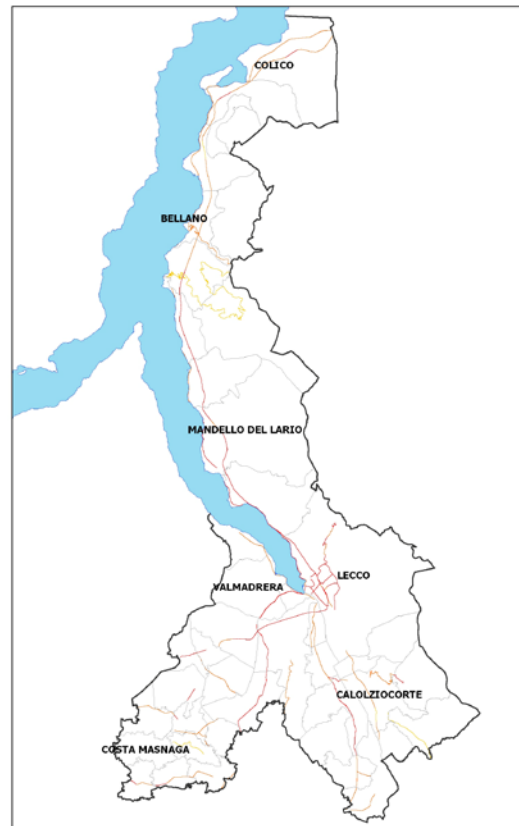 COLICO
BELLANO
MANDELLO DEL LARIO
LECCO
VALMADRERA
CALOLZIOCORTE
COSTA MASNAGA